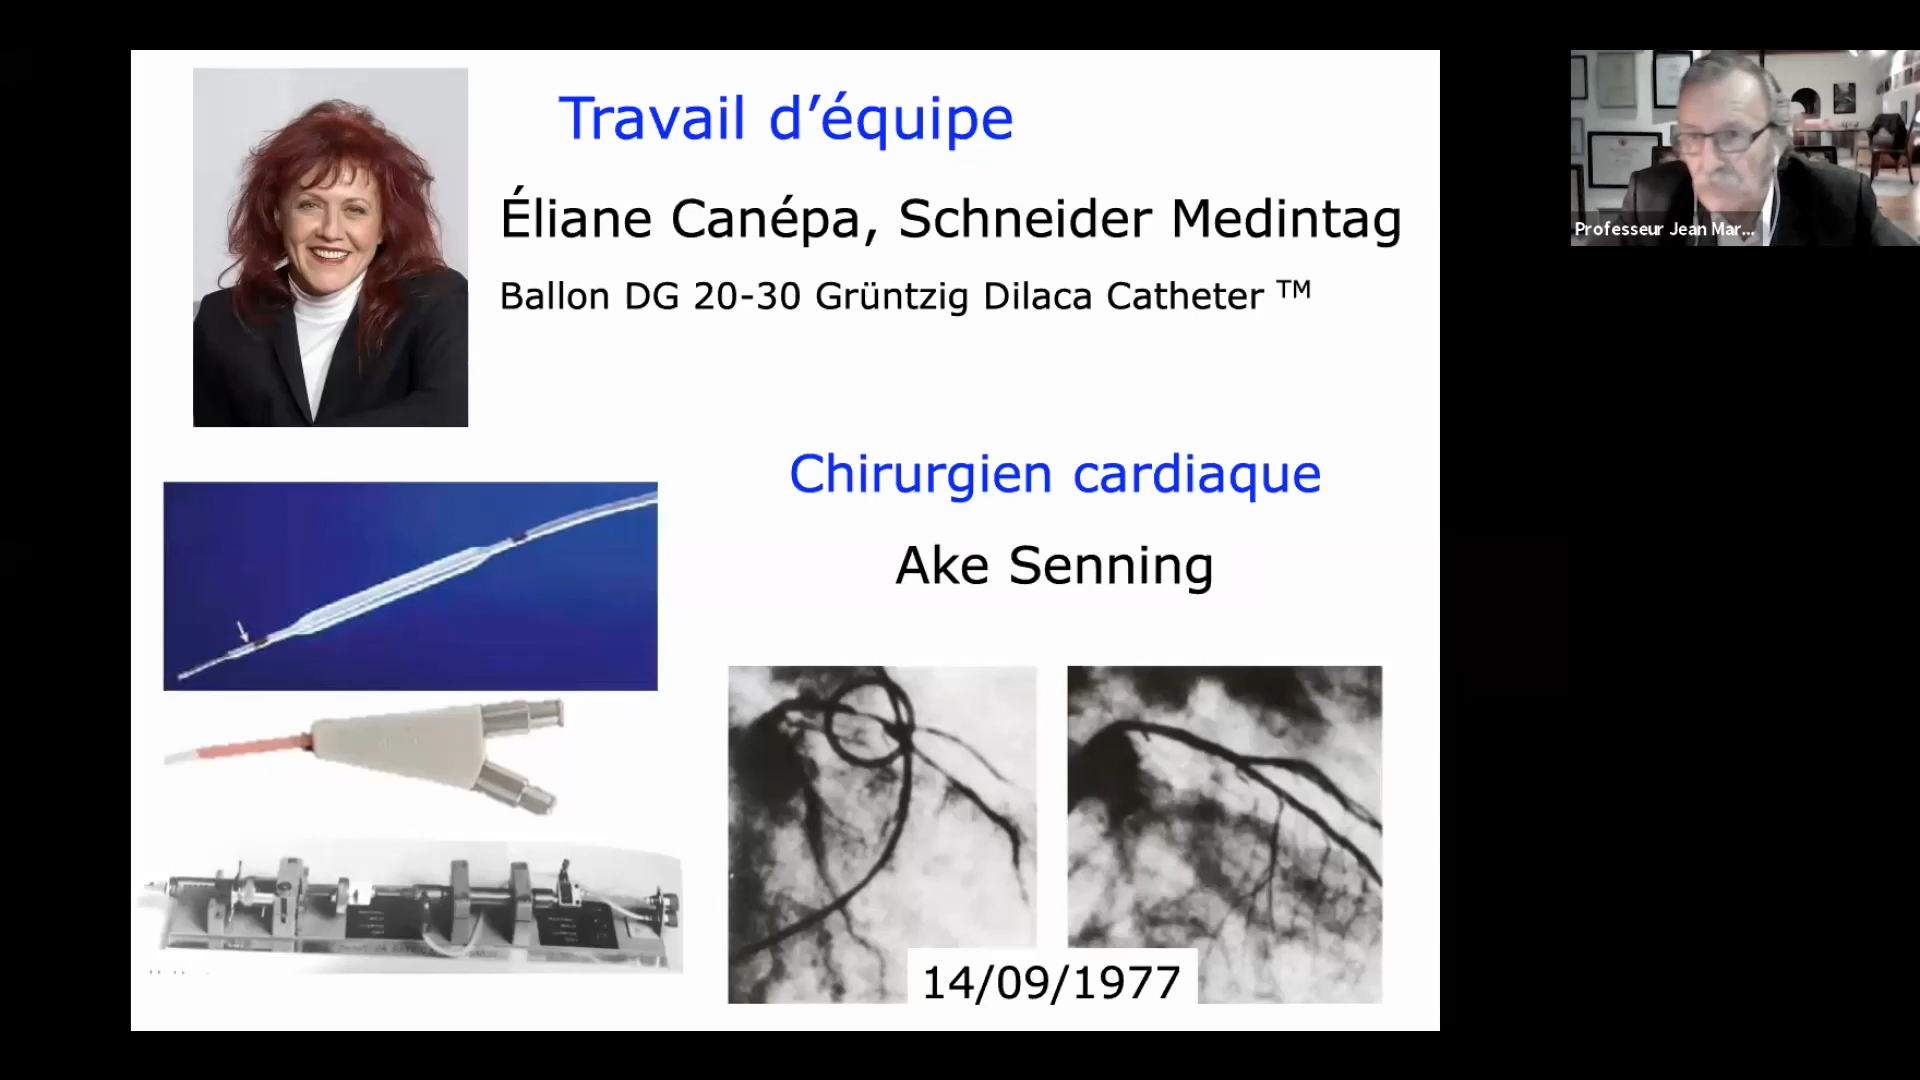 Travail d’équipe
Éliane Canépa, Schneider Medintag
Ballon DG 20-30 Grüntzig Dilaca Catheter ™
Chirurgien cardiaque
Ake Senning
14/09/1977
Professeur Jean Mar...